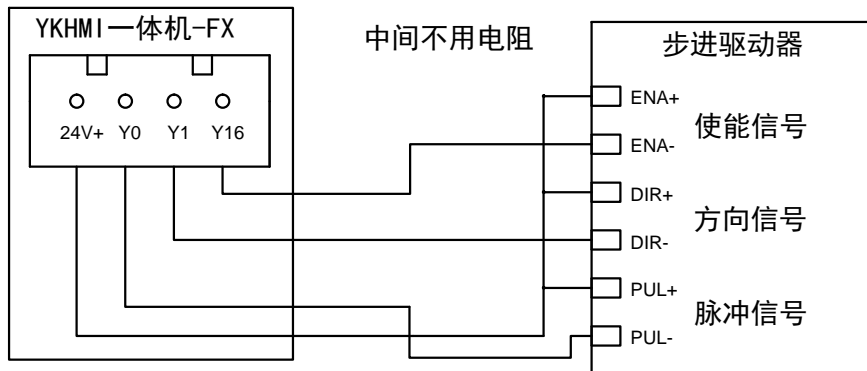 YKHMI一体机-FX
中间不用电阻
步进驱动器
24V+ Y0 Y1 Y16
ENA+
使能信号
ENA-
DIR+
方向信号
DIR-
PUL+
脉冲信号
PUL-